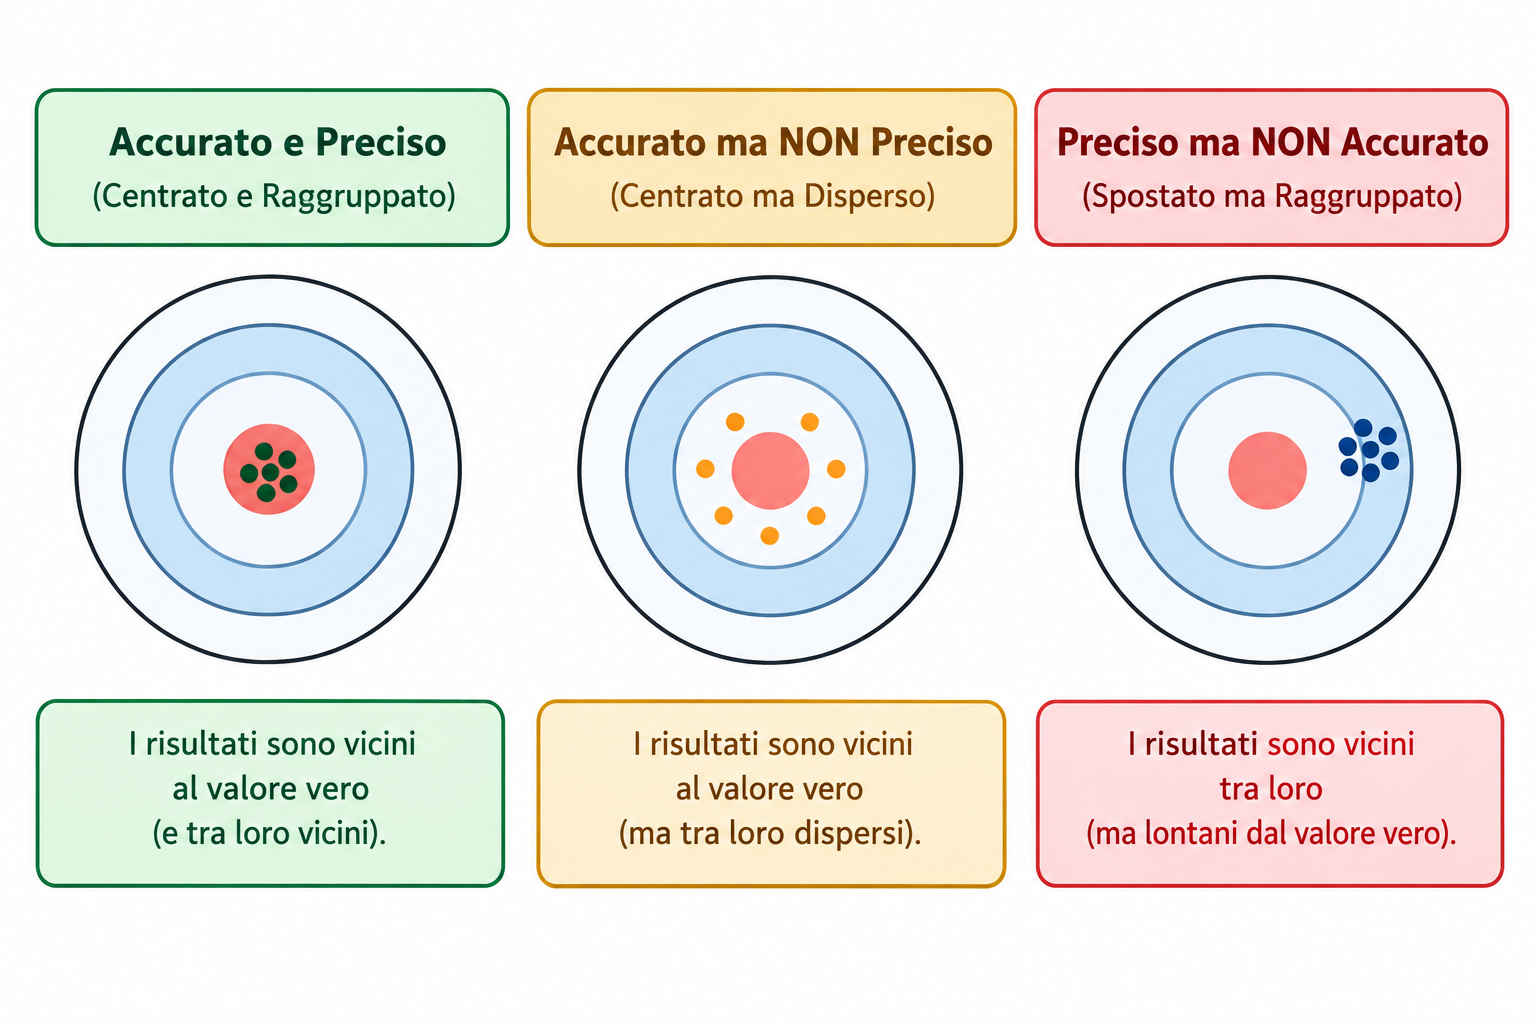 Accurato e Preciso
(Centrato e Raggruppato)
Accurato ma NON Preciso
(Centrato ma Disperso)
Preciso ma NON Accurato
(Spostato ma Raggruppato)
I risultati sono vicini
al valore vero
(e tra loro vicini).
I risultati sono vicini
al valore vero
(ma tra loro dispersi).
I risultati sono vicini
tra loro
(ma lontani dal valore vero).